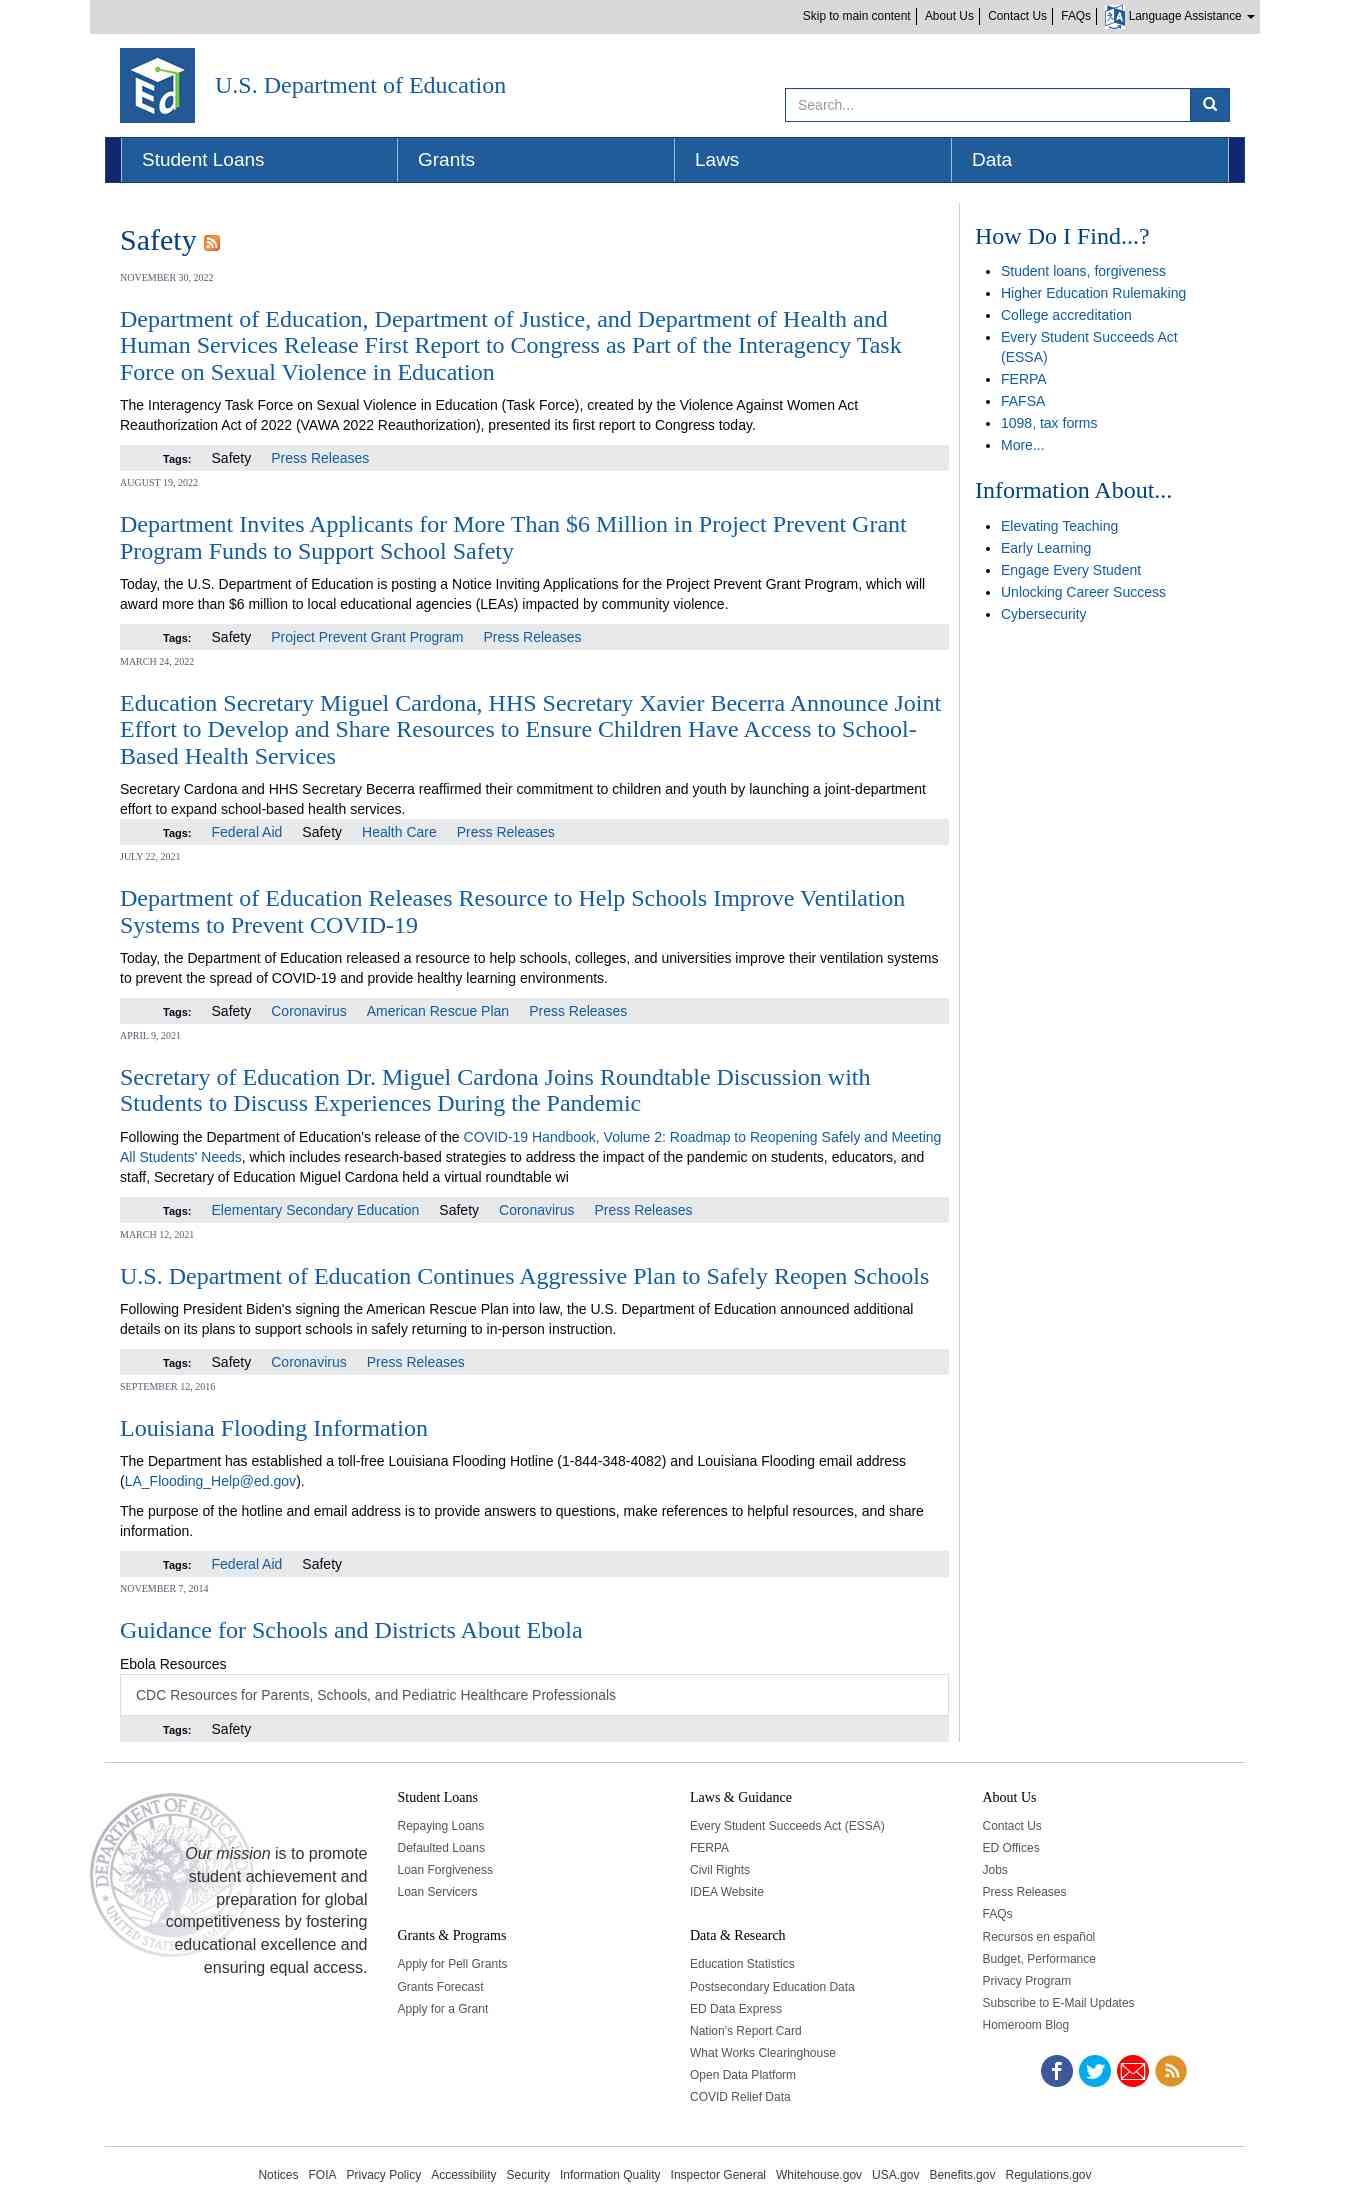 Skip to main content | About Us | Contact Us | FAQs | Language Assistance
U.S. Department of Education
Search...
Student Loans
Grants
Laws
Data
Safety
NOVEMBER 30, 2022
Department of Education, Department of Justice, and Department of Health and
Human Services Release First Report to Congress as Part of the Interagency Task
Force on Sexual Violence in Education
The Interagency Task Force on Sexual Violence in Education (Task Force), created by the Violence Against Women Act
Reauthorization Act of 2022 (VAWA 2022 Reauthorization), presented its first report to Congress today.
Tags: Safety Press Releases
AUGUST 19, 2022
Department Invites Applicants for More Than $6 Million in Project Prevent Grant
Program Funds to Support School Safety
Today, the U.S. Department of Education is posting a Notice Inviting Applications for the Project Prevent Grant Program, which will
award more than $6 million to local educational agencies (LEAs) impacted by community violence.
Tags: Safety Project Prevent Grant Program Press Releases
MARCH 24, 2022
Education Secretary Miguel Cardona, HHS Secretary Xavier Becerra Announce Joint
Effort to Develop and Share Resources to Ensure Children Have Access to School-
Based Health Services
Secretary Cardona and HHS Secretary Becerra reaffirmed their commitment to children and youth by launching a joint-department
effort to expand school-based health services.
Tags: Federal Aid Safety Health Care Press Releases
JULY 22, 2021
Department of Education Releases Resource to Help Schools Improve Ventilation
Systems to Prevent COVID-19
Today, the Department of Education released a resource to help schools, colleges, and universities improve their ventilation systems
to prevent the spread of COVID-19 and provide healthy learning environments.
Tags: Safety Coronavirus American Rescue Plan Press Releases
APRIL 9, 2021
Secretary of Education Dr. Miguel Cardona Joins Roundtable Discussion with
Students to Discuss Experiences During the Pandemic
Following the Department of Education's release of the COVID-19 Handbook, Volume 2: Roadmap to Reopening Safely and Meeting
All Students' Needs, which includes research-based strategies to address the impact of the pandemic on students, educators, and
staff, Secretary of Education Miguel Cardona held a virtual roundtable wi
Tags: Elementary Secondary Education Safety Coronavirus Press Releases
MARCH 12, 2021
U.S. Department of Education Continues Aggressive Plan to Safely Reopen Schools
Following President Biden's signing the American Rescue Plan into law, the U.S. Department of Education announced additional
details on its plans to support schools in safely returning to in-person instruction.
Tags: Safety Coronavirus Press Releases
SEPTEMBER 12, 2016
Louisiana Flooding Information
The Department has established a toll-free Louisiana Flooding Hotline (1-844-348-4082) and Louisiana Flooding email address
(LA_Flooding_Help@ed.gov).
The purpose of the hotline and email address is to provide answers to questions, make references to helpful resources, and share
information.
Tags: Federal Aid Safety
NOVEMBER 7, 2014
Guidance for Schools and Districts About Ebola
Ebola Resources
CDC Resources for Parents, Schools, and Pediatric Healthcare Professionals
Tags: Safety
How Do I Find...?
Student loans, forgiveness
Higher Education Rulemaking
College accreditation
Every Student Succeeds Act
(ESSA)
FERPA
FAFSA
1098, tax forms
More...
Information About...
Elevating Teaching
Early Learning
Engage Every Student
Unlocking Career Success
Cybersecurity
Our mission is to promote
student achievement and
preparation for global
competitiveness by fostering
educational excellence and
ensuring equal access.
Student Loans
Repaying Loans
Defaulted Loans
Loan Forgiveness
Loan Servicers
Grants & Programs
Apply for Pell Grants
Grants Forecast
Apply for a Grant
Laws & Guidance
Every Student Succeeds Act (ESSA)
FERPA
Civil Rights
IDEA Website
Data & Research
Education Statistics
Postsecondary Education Data
ED Data Express
Nation's Report Card
What Works Clearinghouse
Open Data Platform
COVID Relief Data
About Us
Contact Us
ED Offices
Jobs
Press Releases
FAQs
Recursos en español
Budget, Performance
Privacy Program
Subscribe to E-Mail Updates
Homeroom Blog
Notices FOIA Privacy Policy Accessibility Security Information Quality Inspector General Whitehouse.gov USA.gov Benefits.gov Regulations.gov